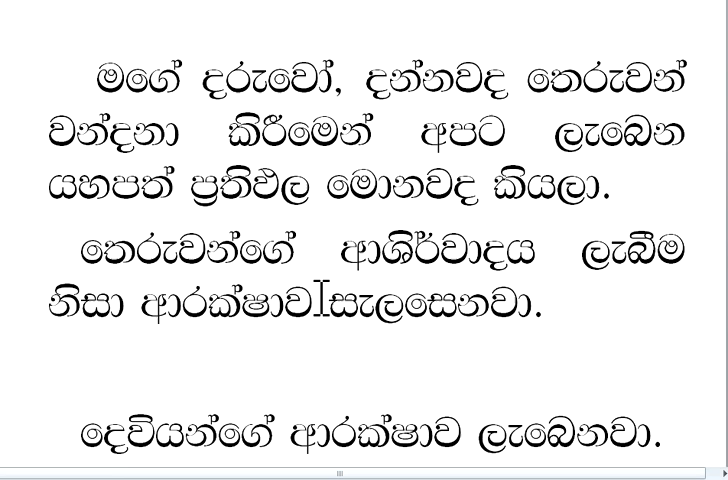 මගේ දරුවෝ, දන්නවද තෙරුවන්
වන්දනා කිරීමෙන් අපට ලැබෙන
යහපත් ප්‍රතිඵල මොනවද කියලා.
තෙරුවන්ගේ ආශිර්වාදය ලැබීම
නිසා ආරක්ෂාව සැලසෙනවා.
දෙවියන්ගේ ආරක්ෂාව ලැබෙනවා.